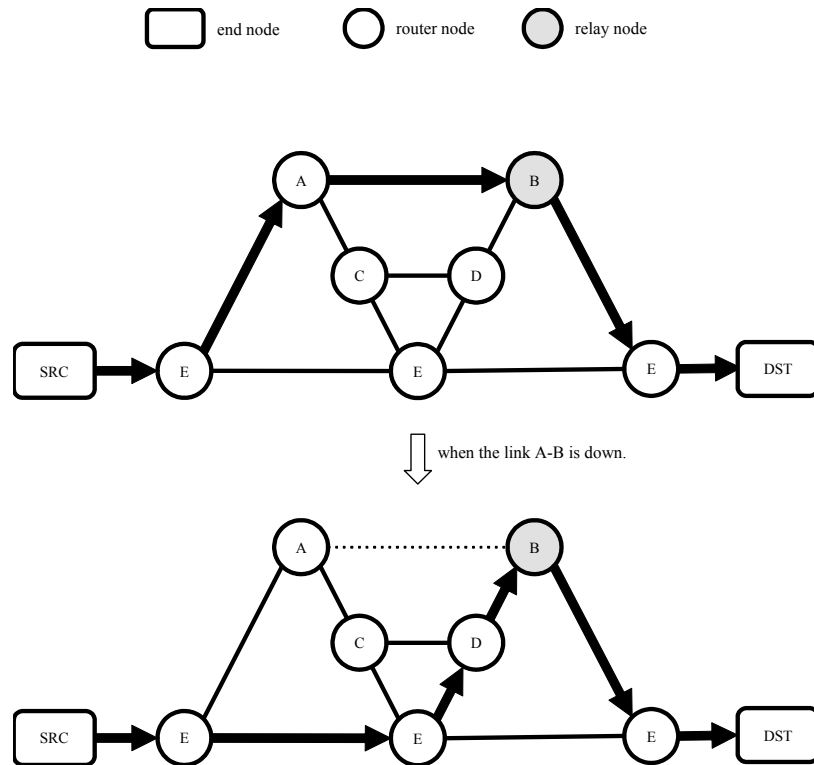 end node router node relay node
A B
C D
SRC E E E DST
when the link A-B is down.
A B
C D
SRC E E E DST